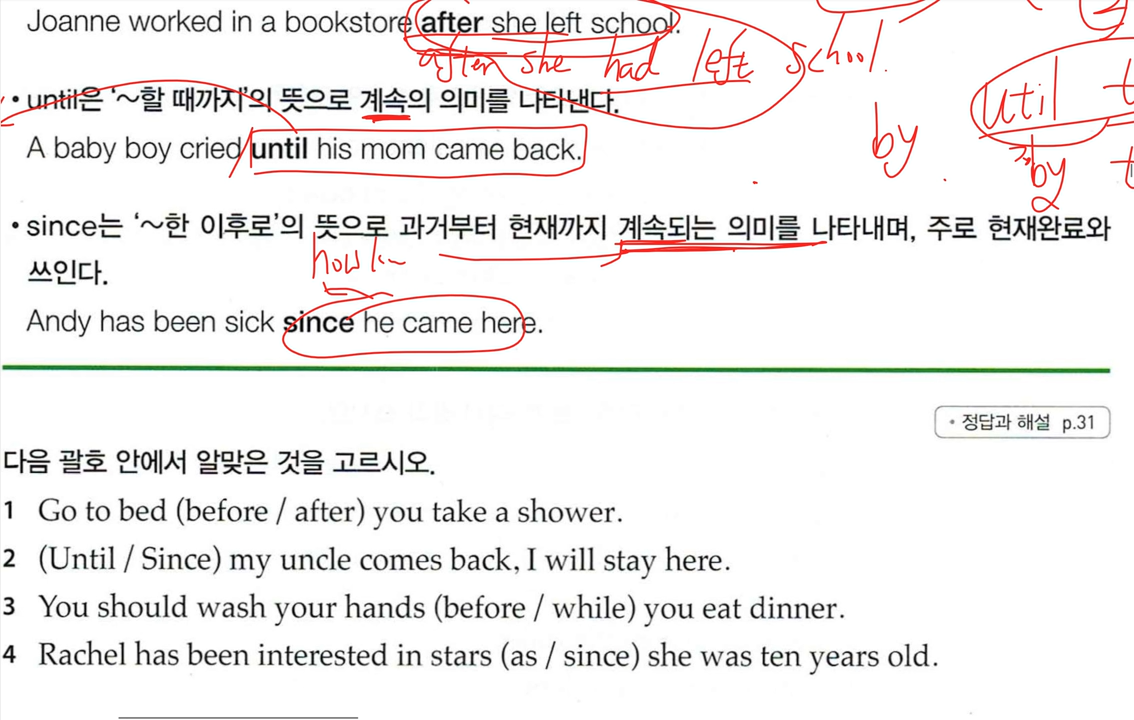 Joanne worked in a bookstore after she left school.
after she had left school.
• until은 '~할 때까지'의 뜻으로 계속의 의미를 나타낸다.
by
util t
A baby boy cried until his mom came back.
by t
• since는 '~한 이후로'의 뜻으로 과거부터 현재까지 계속되는 의미를 나타내며, 주로 현재완료와
쓰인다.
Andy has been sick since he came here.
• 정답과 해설 p.31
다음 괄호 안에서 알맞은 것을 고르시오.
1 Go to bed (before / after) you take a shower.
2 (Until / Since) my uncle comes back, I will stay here.
3 You should wash your hands (before / while) you eat dinner.
4 Rachel has been interested in stars (as / since) she was ten years old.